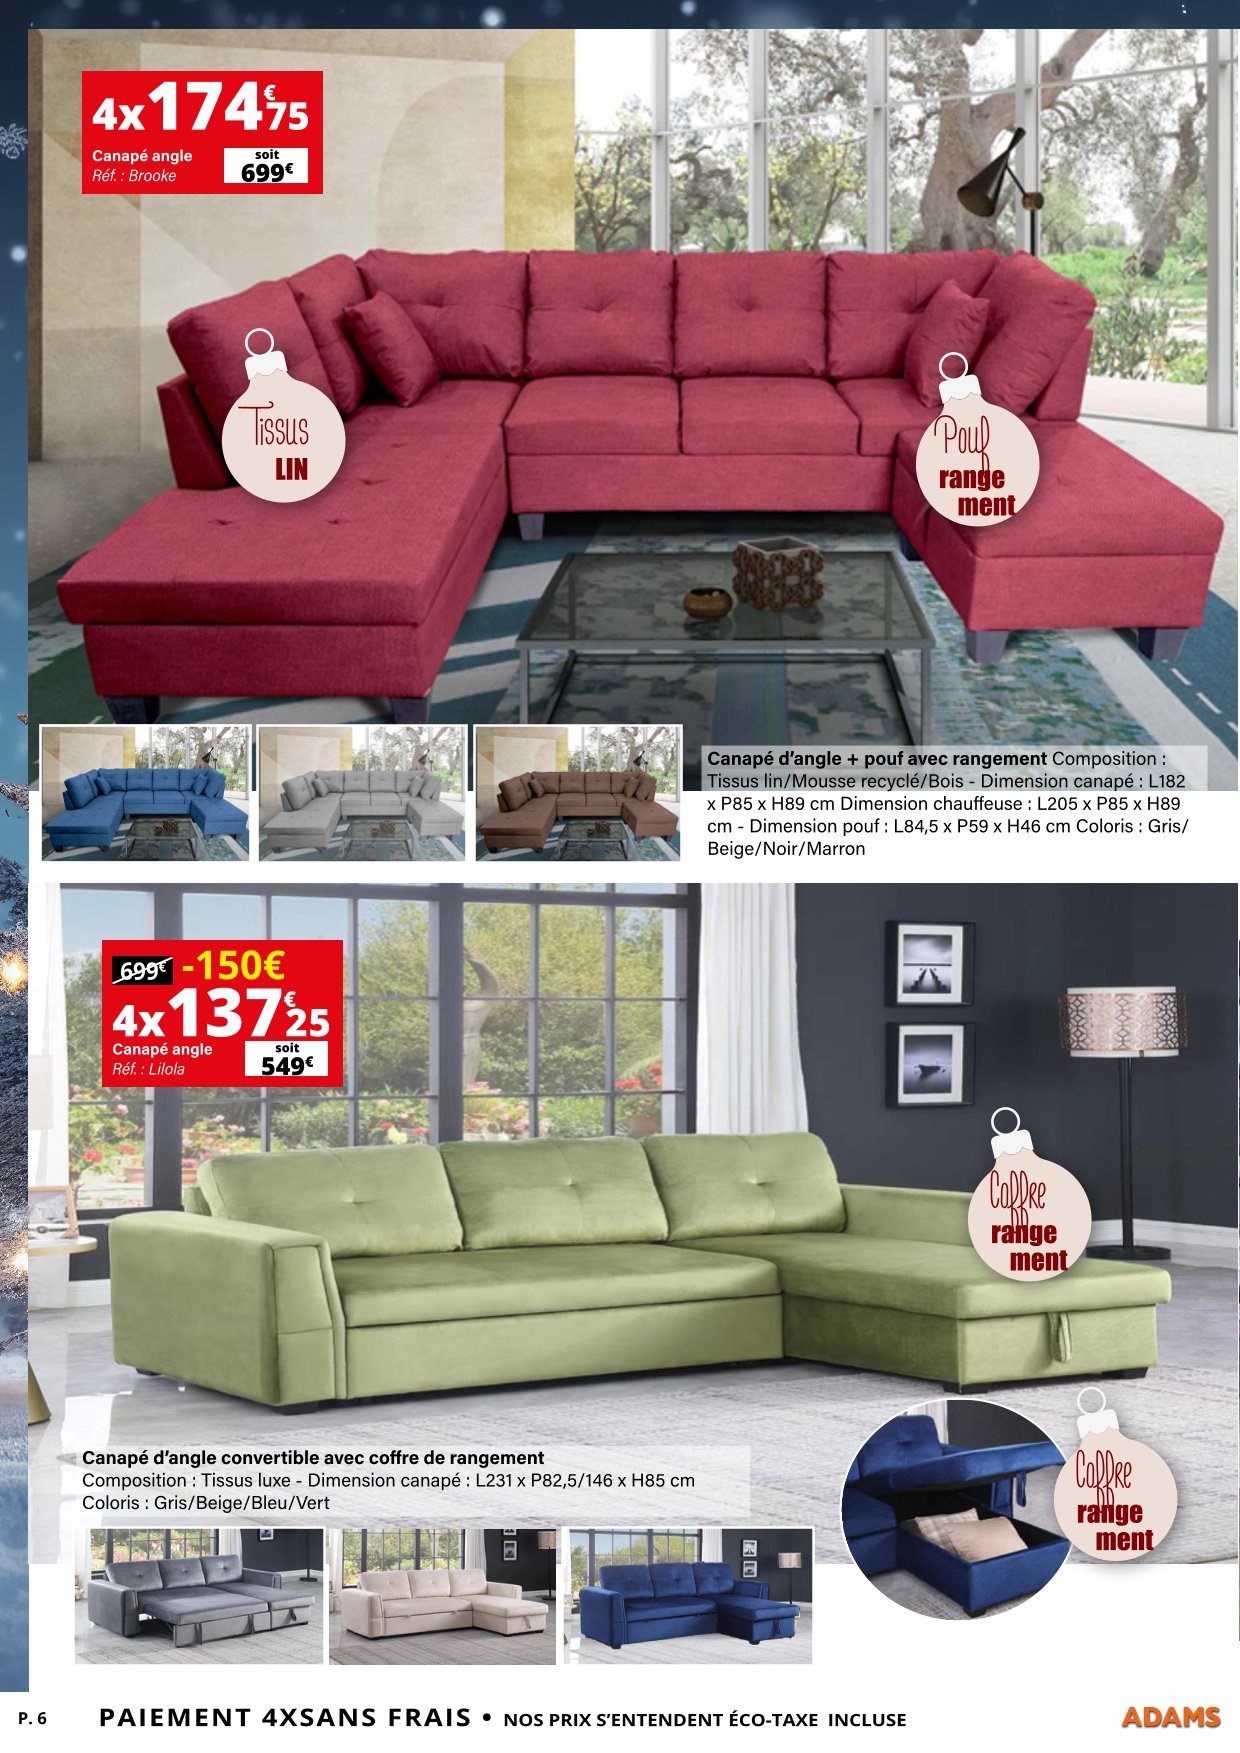 4x174€75
Canapé angle
Réf. : Brooke
soit
699€
Tissus
LIN
Pouf
range
ment
Canapé d’angle + pouf avec rangement Composition :
Tissus lin/Mousse recyclé/Bois - Dimension canapé : L182
x P85 x H89 cm Dimension chauffeuse : L205 x P85 x H89
cm - Dimension pouf : L84,5 x P59 x H46 cm Coloris : Gris/
Beige/Noir/Marron
699€ -150€
4x137€25
Canapé angle
Réf. : Lilola
soit
549€
Coffre
range
ment
Canapé d’angle convertible avec coffre de rangement
Composition : Tissus luxe - Dimension canapé : L231 x P82,5/146 x H85 cm
Coloris : Gris/Beige/Bleu/Vert
Coffre
range
ment
P. 6 PAIEMENT 4XSANS FRAIS • NOS PRIX S’ENTENDENT ÉCO-TAXE INCLUSE ADAMS